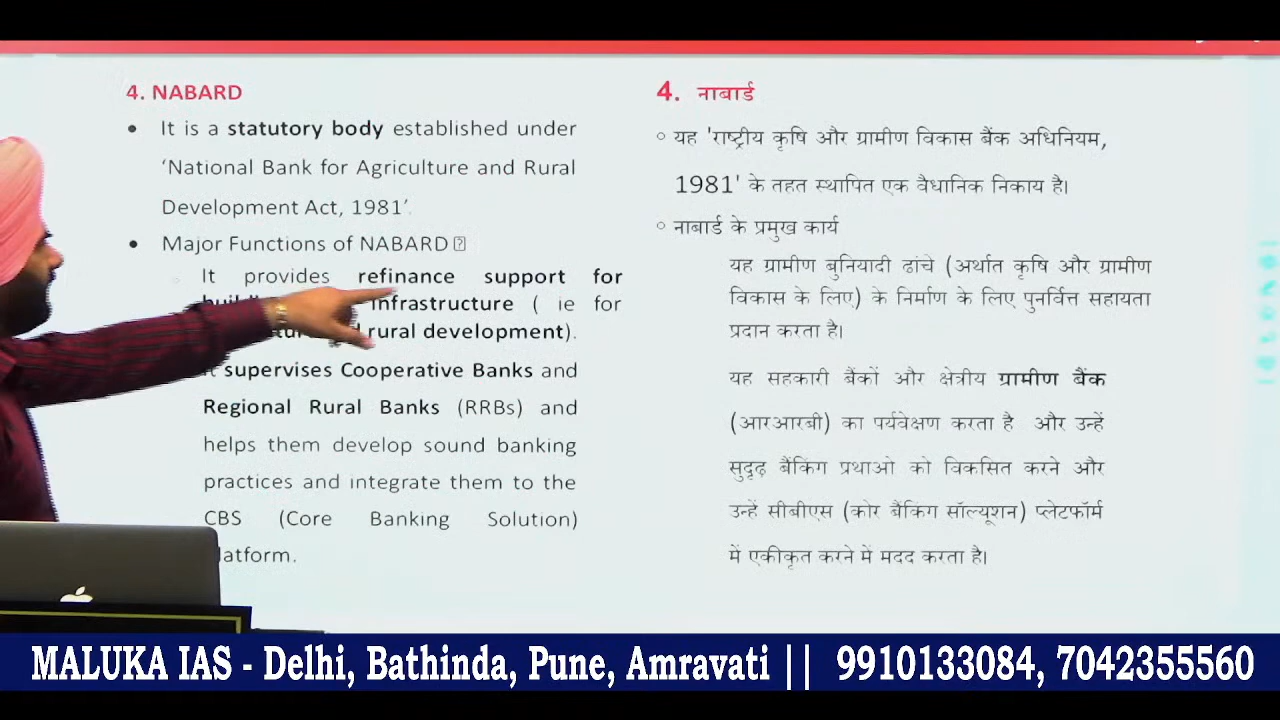 4. NABARD
• It is a statutory body established under
‘National Bank for Agriculture and Rural
Development Act, 1981’.
• Major Functions of NABARD
It provides refinance support for
infrastructure ( ie for
rural development).
supervises Cooperative Banks and
Regional Rural Banks (RRBs) and
helps them develop sound banking
practices and integrate them to the
CBS (Core Banking Solution)
latform.
4. नाबार्ड
○ यह 'राष्ट्रीय कृषि और ग्रामीण विकास बैंक अधिनियम,
1981' के तहत स्थापित एक वैधानिक निकाय है।
○ नाबार्ड के प्रमुख कार्य
यह ग्रामीण बुनियादी ढांचे (अर्थात कृषि और ग्रामीण
विकास के लिए) के निर्माण के लिए पुनर्वित्त सहायता
प्रदान करता है।
यह सहकारी बैंकों और क्षेत्रीय ग्रामीण बैंक
(आरआरबी) का पर्यवेक्षण करता है और उन्हें
सुदृढ़ बैंकिंग प्रथाओ को विकसित करने और
उन्हें सीबीएस (कोर बैंकिंग सॉल्यूशन) प्लेटफॉर्म
में एकीकृत करने में मदद करता है।
MALUKA IAS - Delhi, Bathinda, Pune, Amravati || 9910133084, 7042355560